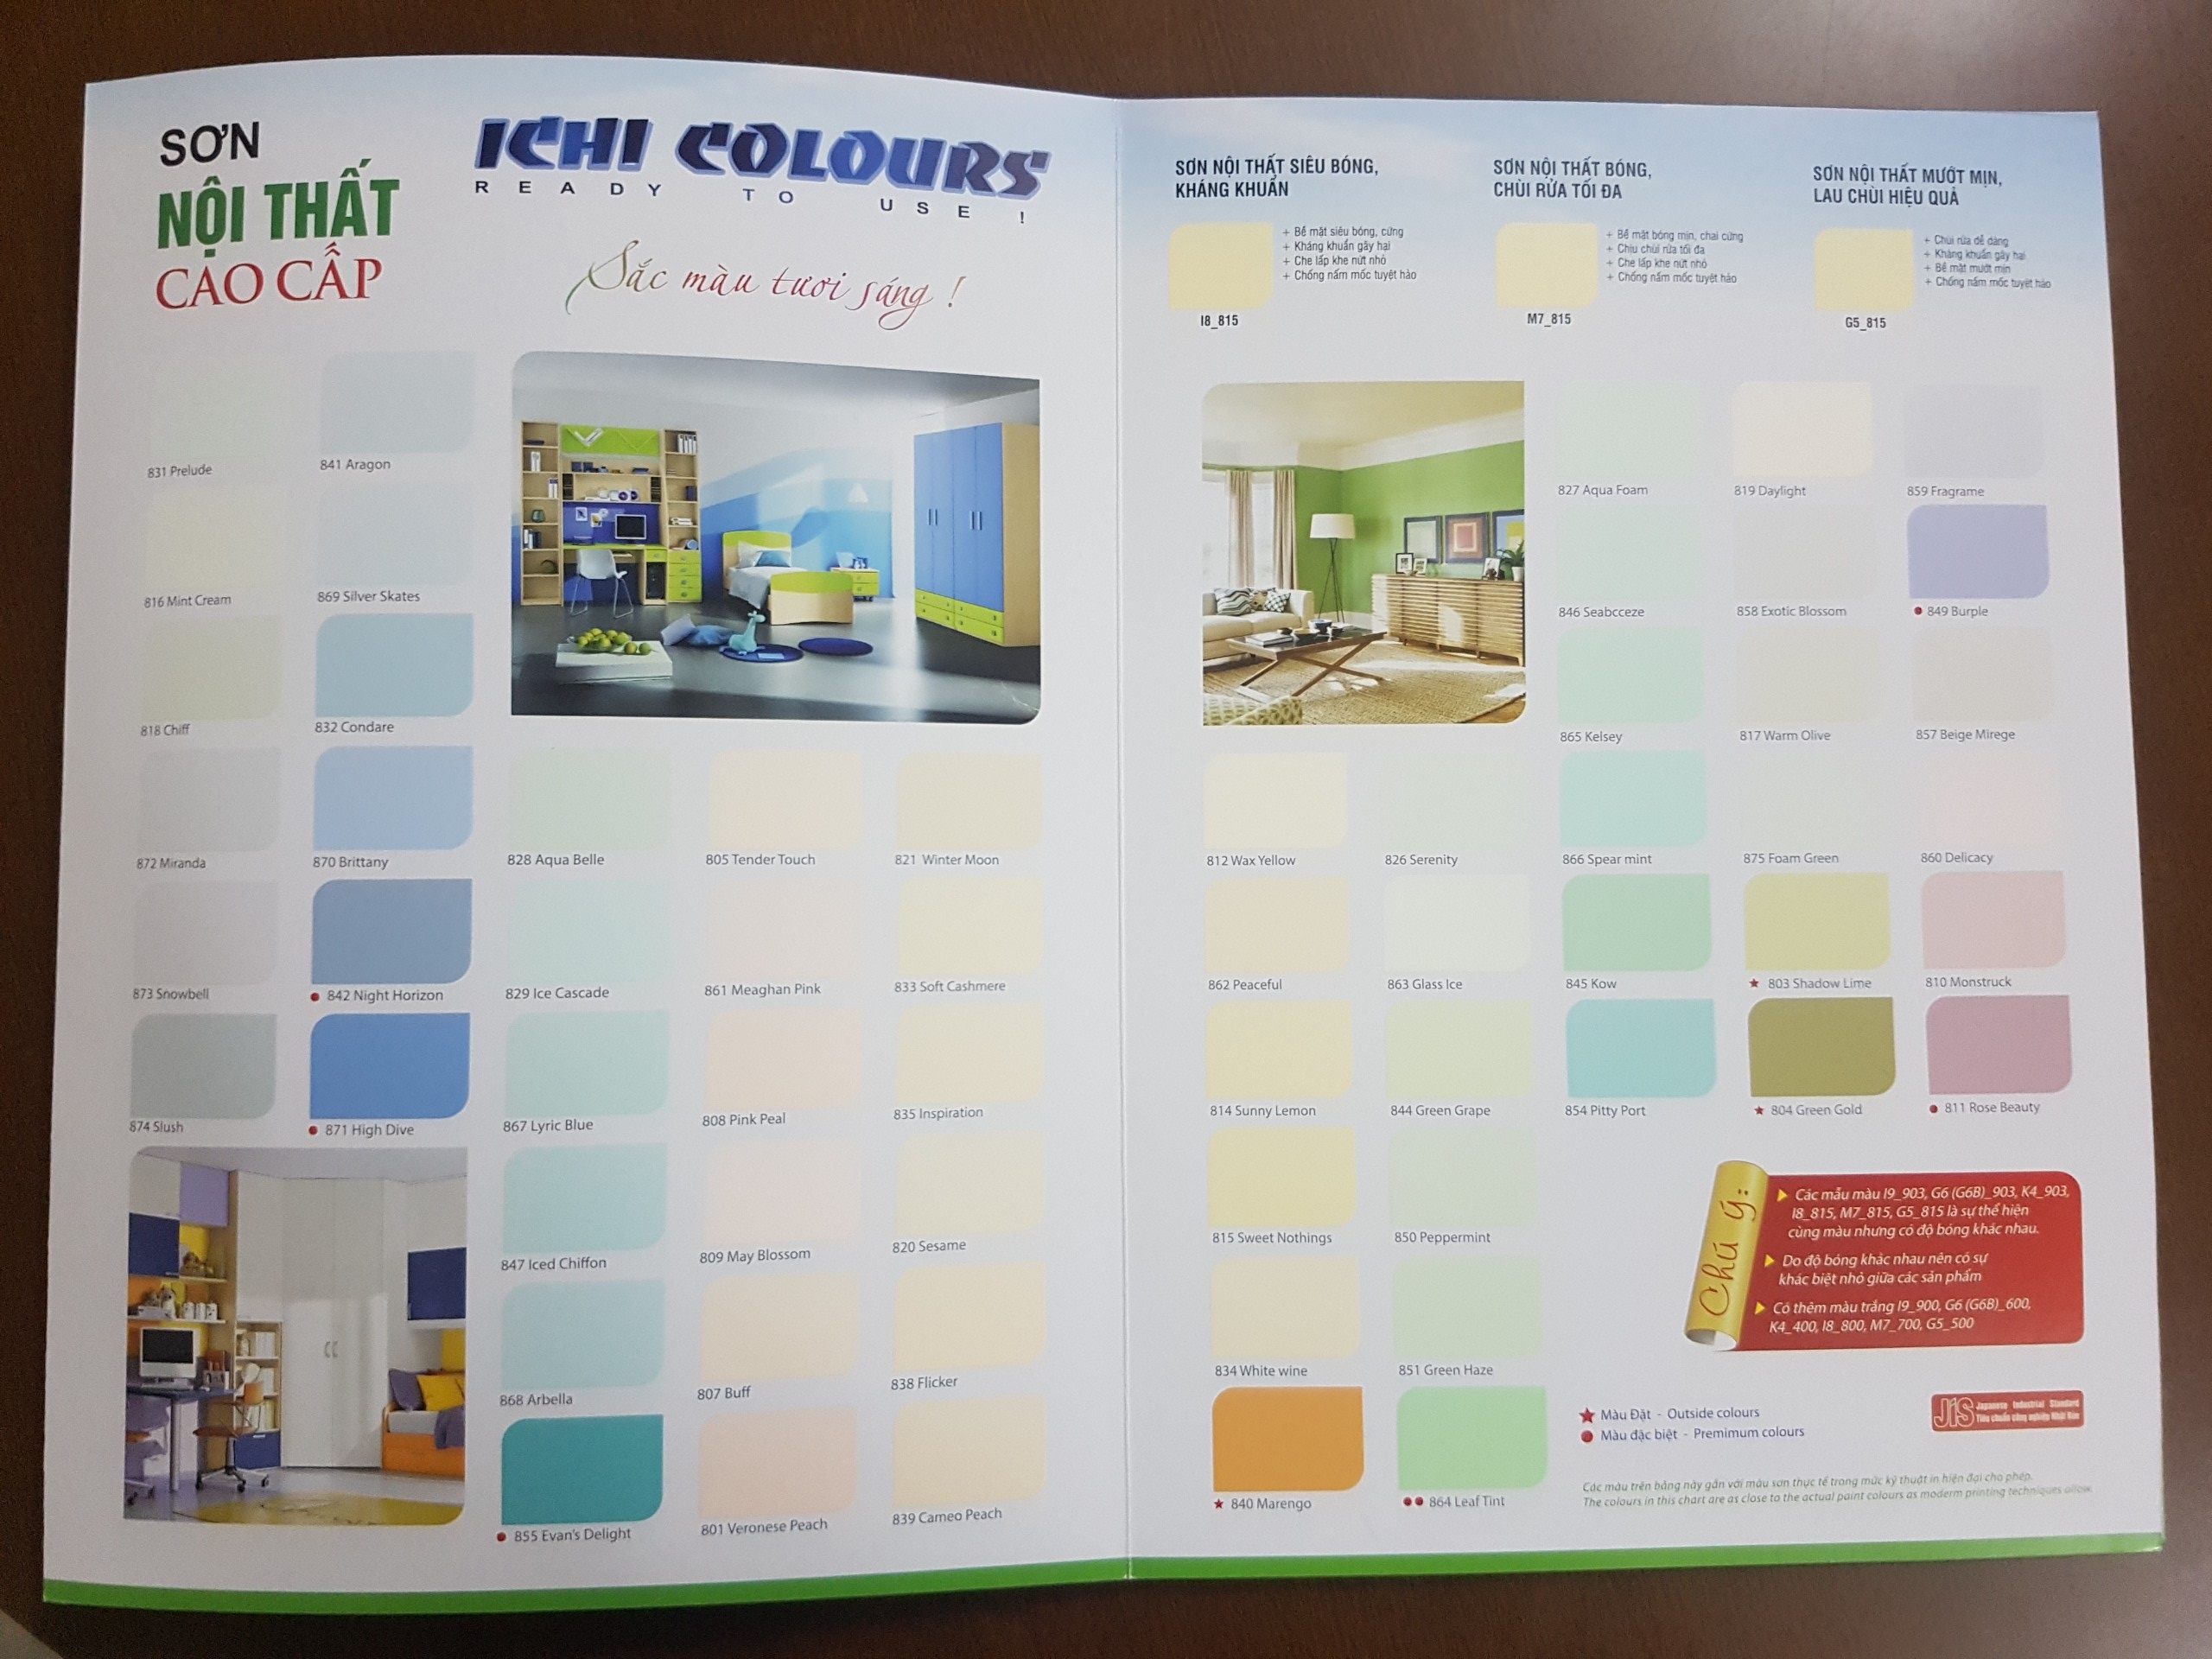 SƠN
NỘI THẤT
CAO CẤP
ICHI COLOURS
READY TO USE !
Sắc màu tươi sáng !
831 Prelude
841 Aragon
816 Mint Cream
869 Silver Skates
818 Chiff
832 Condare
872 Miranda
870 Brittany
828 Aqua Belle
805 Tender Touch
821 Winter Moon
873 Snowbell
842 Night Horizon
829 Ice Cascade
861 Meaghan Pink
833 Soft Cashmere
874 Slush
871 High Dive
867 Lyric Blue
808 Pink Peal
835 Inspiration
847 Iced Chiffon
809 May Blossom
820 Sesame
868 Arbella
807 Buff
838 Flicker
855 Evan's Delight
801 Veronese Peach
839 Cameo Peach
SƠN NỘI THẤT SIÊU BÓNG,
KHÁNG KHUẨN
+ Bề mặt siêu bóng, cứng
+ Kháng khuẩn gây hại
+ Che lấp khe nứt nhỏ
+ Chống nấm mốc tuyệt hảo
I8_815
SƠN NỘI THẤT BÓNG,
CHÙI RỬA TỐI ĐA
+ Bề mặt bóng mịn, chai cứng
+ Chịu chùi rửa tối đa
+ Che lấp khe nứt nhỏ
+ Chống nấm mốc tuyệt hảo
M7_815
SƠN NỘI THẤT MƯỚT MỊN,
LAU CHÙI HIỆU QUẢ
+ Chùi rửa dễ dàng
+ Kháng khuẩn gây hại
+ Bề mặt mướt mịn
+ Chống nấm mốc tuyệt hảo
G5_815
827 Aqua Foam
819 Daylight
859 Fragrame
846 Seabcceze
858 Exotic Blossom
849 Burple
865 Kelsey
817 Warm Olive
857 Beige Mirege
812 Wax Yellow
826 Serenity
866 Spear mint
875 Foam Green
860 Delicacy
862 Peaceful
863 Glass Ice
845 Kow
★ 803 Shadow Lime
810 Monstruck
814 Sunny Lemon
844 Green Grape
854 Pitty Port
★ 804 Green Gold
811 Rose Beauty
815 Sweet Nothings
850 Peppermint
834 White wine
851 Green Haze
★ 840 Marengo
864 Leaf Tint
Chú ý:
Các mẫu màu I9_903, G6 (G6B)_903, K4_903,
I8_815, M7_815, G5_815 là sự thể hiện
cùng màu nhưng có độ bóng khác nhau.
Do độ bóng khác nhau nên có sự
khác biệt nhỏ giữa các sản phẩm
Có thêm màu trắng I9_900, G6 (G6B)_600,
K4_400, I8_800, M7_700, G5_500
★ Màu Đặt - Outside colours
Màu đặc biệt - Premimum colours
JIS Japanese Industrial Standard
Tiêu chuẩn công nghiệp Nhật Bản
Các màu trên bảng này gần với màu sơn thực tế trong mức kỹ thuật in hiện đại cho phép.
The colours in this chart are as close to the actual paint colours as moderm printing techniques allow.